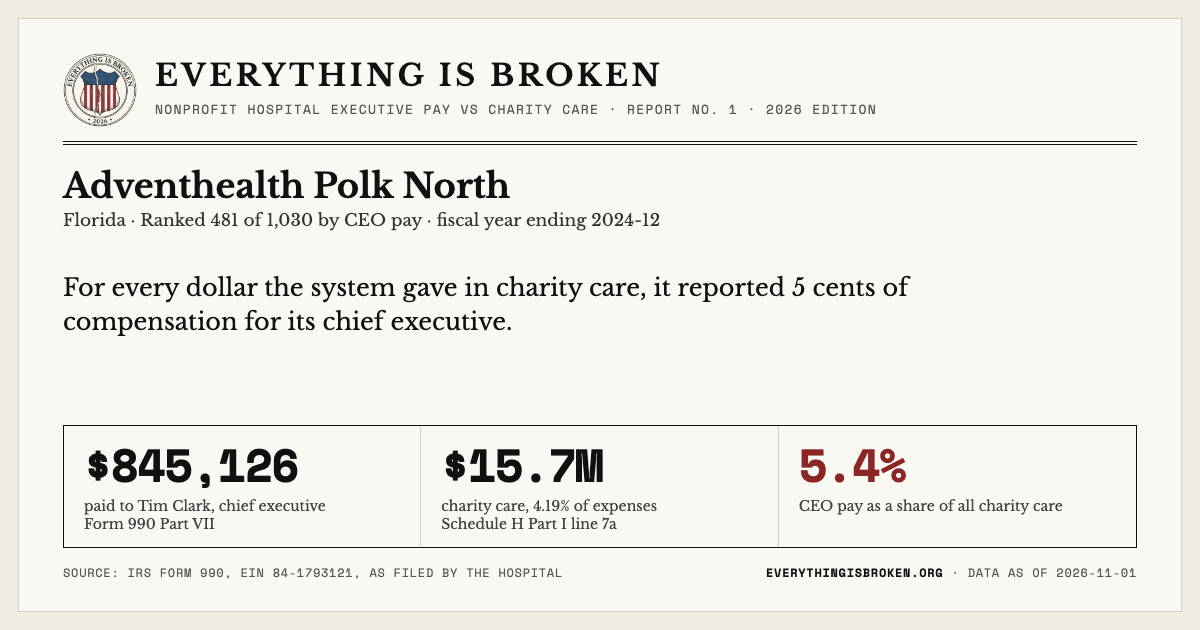 EVERYTHING IS BROKEN
· 2026 ·
EVERYTHING IS BROKEN
NONPROFIT HOSPITAL EXECUTIVE PAY VS CHARITY CARE · REPORT NO. 1 · 2026 EDITION
Adventhealth Polk North
Florida · Ranked 481 of 1,030 by CEO pay · fiscal year ending 2024-12
For every dollar the system gave in charity care, it reported 5 cents of
compensation for its chief executive.
$845,126
paid to Tim Clark, chief executive
Form 990 Part VII
$15.7M
charity care, 4.19% of expenses
Schedule H Part I line 7a
5.4%
CEO pay as a share of all charity care
SOURCE: IRS FORM 990, EIN 84-1793121, AS FILED BY THE HOSPITAL
EVERYTHINGISBROKEN.ORG · DATA AS OF 2026-11-01